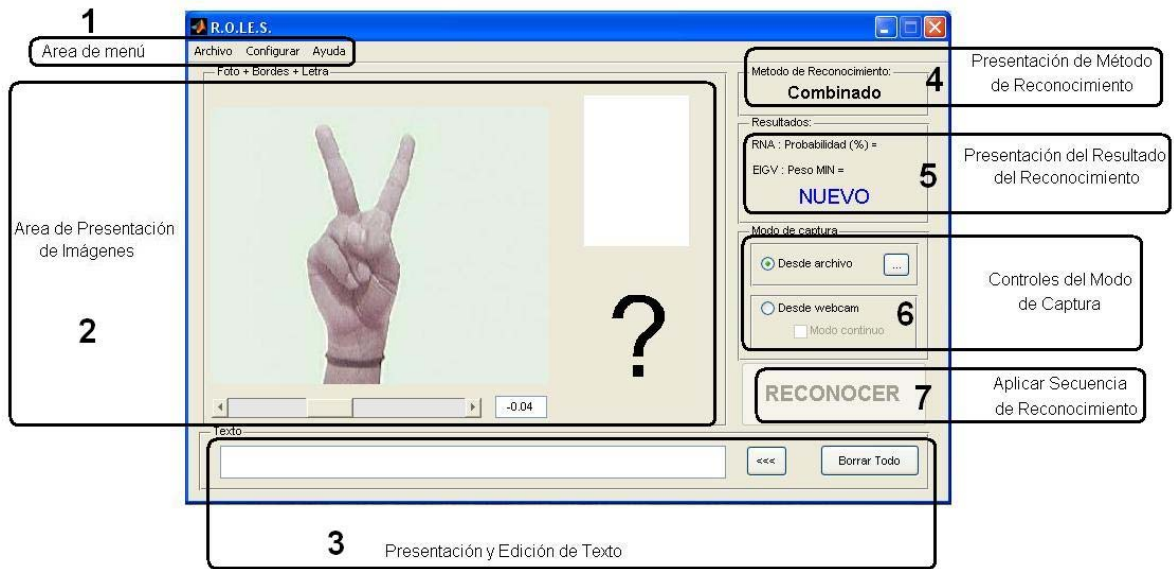 1
Area de menú
R.O.LE.S.
Archivo Configurar Ayuda
Foto + Bordes + Letra
Area de Presentación
de Imágenes
2
?
-0.04
Metodo de Reconocimiento:
Combinado
4
Presentación de Método
de Reconocimiento
Resultados:
RNA : Probabilidad (%) =
EIGV : Peso MIN =
NUEVO
5
Presentación del Resultado
del Reconocimiento
Modo de captura
Desde archivo
...
Desde webcam
Modo continuo
6
Controles del Modo
de Captura
RECONOCER
7
Aplicar Secuencia
de Reconocimiento
Texto
<<<
Borrar Todo
3
Presentación y Edición de Texto